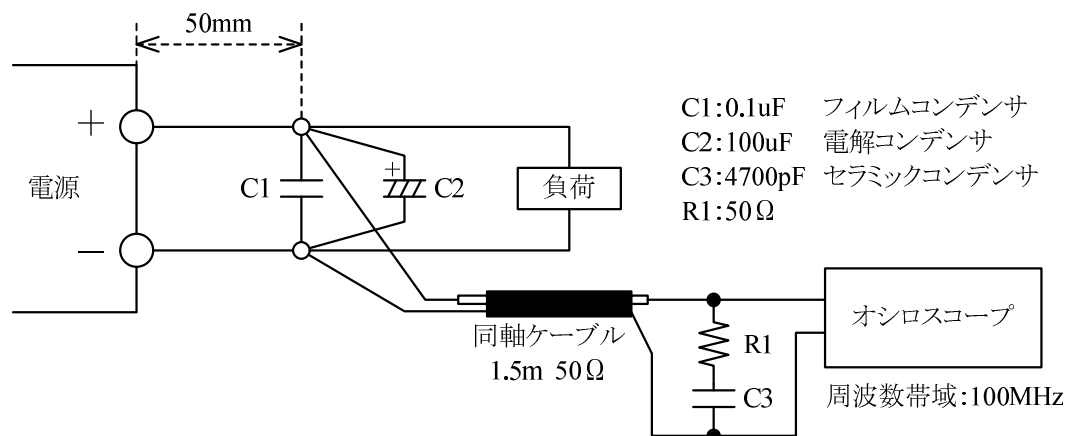 50mm
+
電源
−
C1
+
C2
負荷
C1:0.1uF フィルムコンデンサ
C2:100uF 電解コンデンサ
C3:4700pF セラミックコンデンサ
R1:50Ω
同軸ケーブル
1.5m 50Ω
R1
C3
オシロスコープ
周波数帯域:100MHz